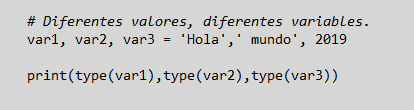 # Diferentes valores, diferentes variables.
var1, var2, var3 = 'Hola',' mundo', 2019
print(type(var1),type(var2),type(var3))